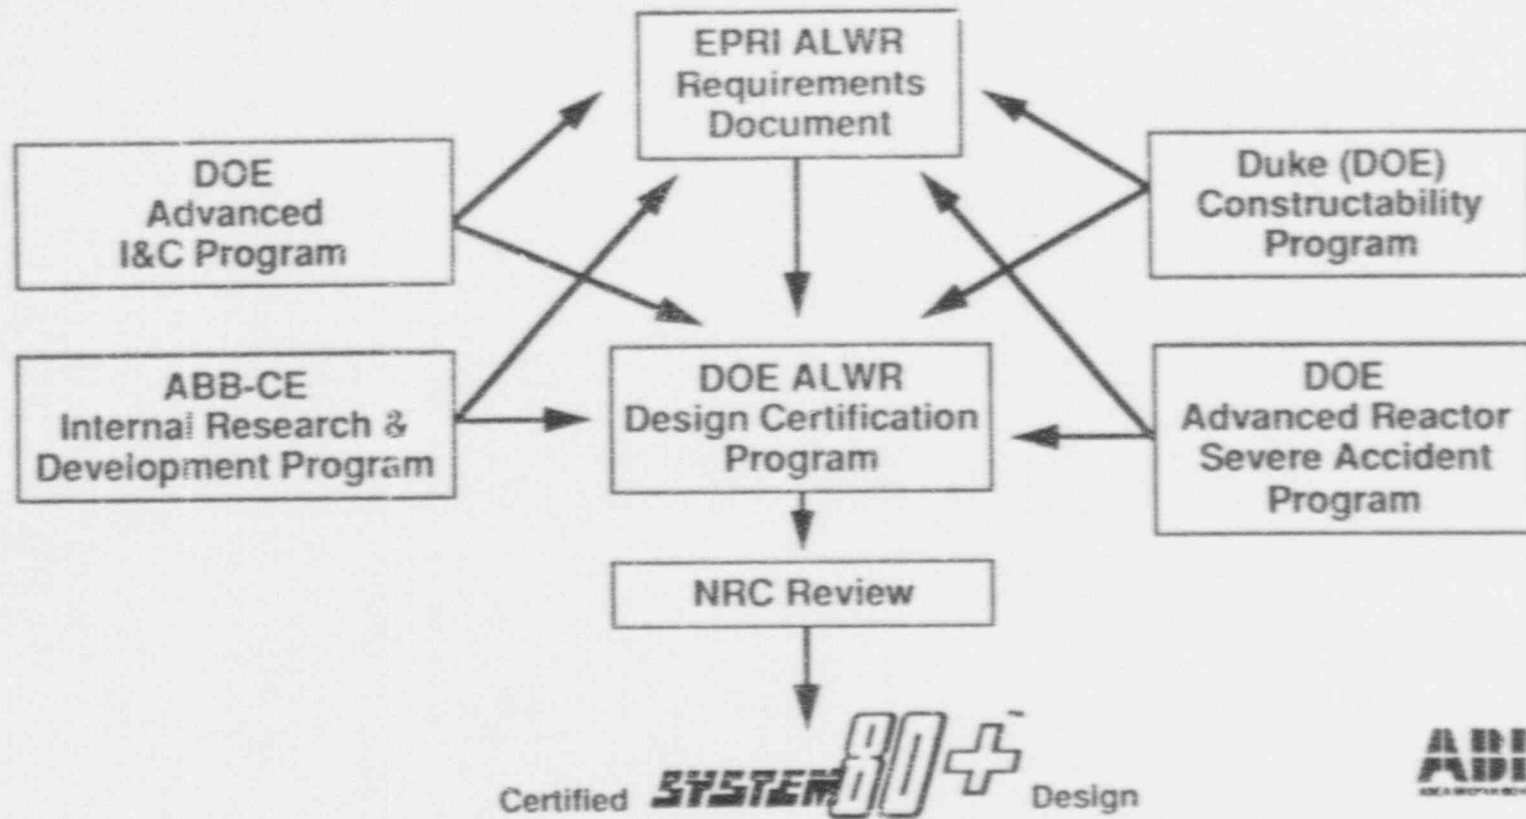 EPRI ALWR
Requirements
Document
DOE
Advanced
I&C Program
Duke (DOE)
Constructability
Program
ABB-CE
Internal Research &
Development Program
DOE ALWR
Design Certification
Program
DOE
Advanced Reactor
Severe Accident
Program
NRC Review
Certified SYSTEM 80+™ Design